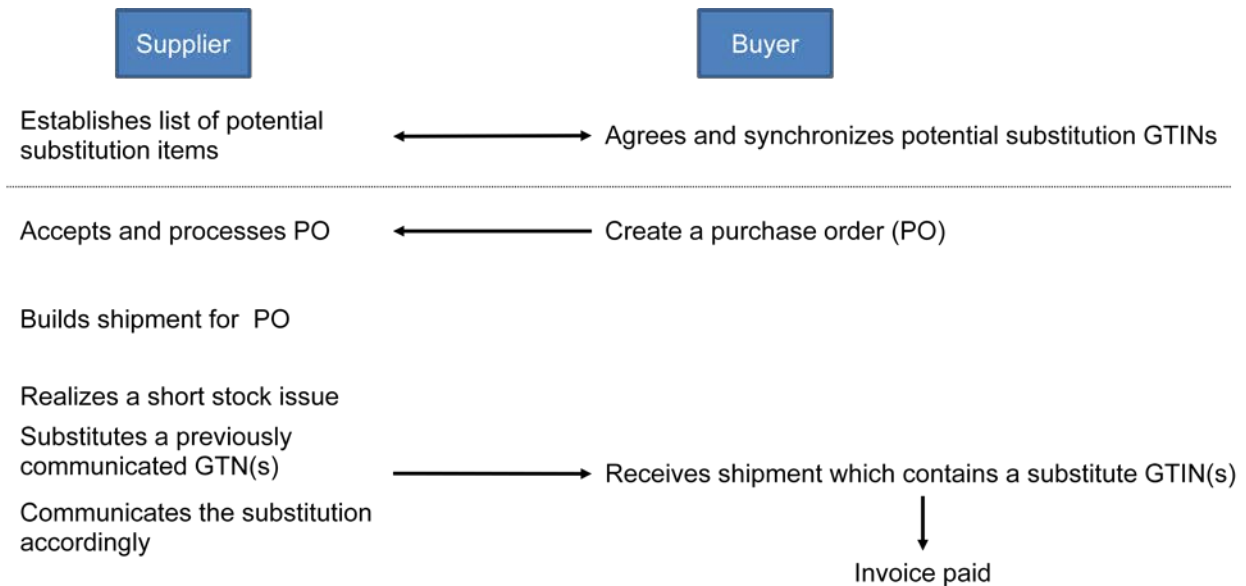 Supplier
Buyer
Establishes list of potential
substitution items
Agrees and synchronizes potential substitution GTINs
Accepts and processes PO
Create a purchase order (PO)
Builds shipment for PO
Realizes a short stock issue
Substitutes a previously
communicated GTN(s)
Receives shipment which contains a substitute GTIN(s)
Communicates the substitution
accordingly
Invoice paid